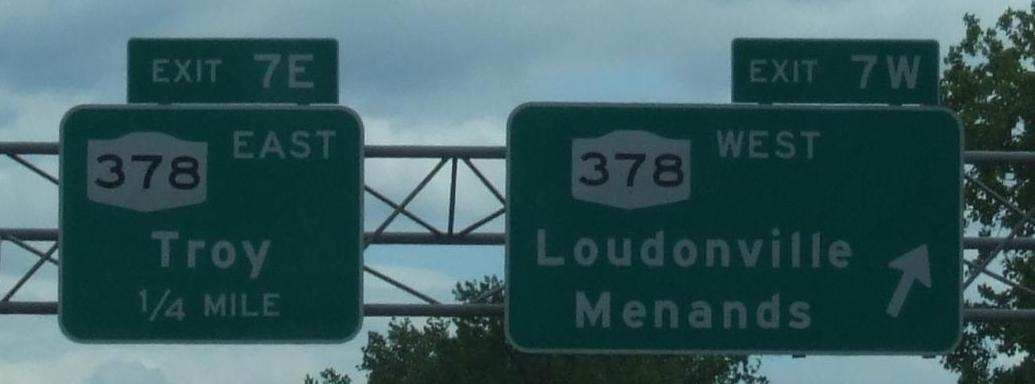 EXIT 7E
378 EAST
Troy
1/4 MILE
EXIT 7W
378 WEST
Loudonville
Menands